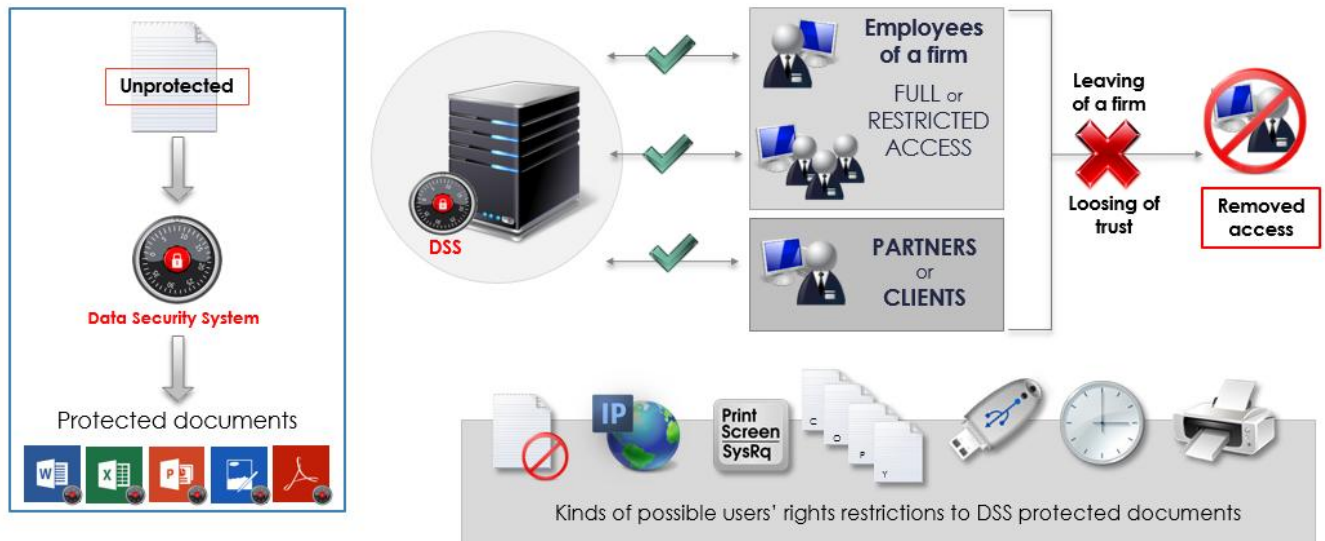 Unprotected
Data Security System
Protected documents
W
X
P
DSS
Employees
of a firm
FULL or
RESTRICTED
ACCESS
PARTNERS
or
CLIENTS
Leaving
of a firm
Loosing of
trust
Removed
access
IP
Print
Screen
SysRq
C
O
P
Y
Kinds of possible users’ rights restrictions to DSS protected documents